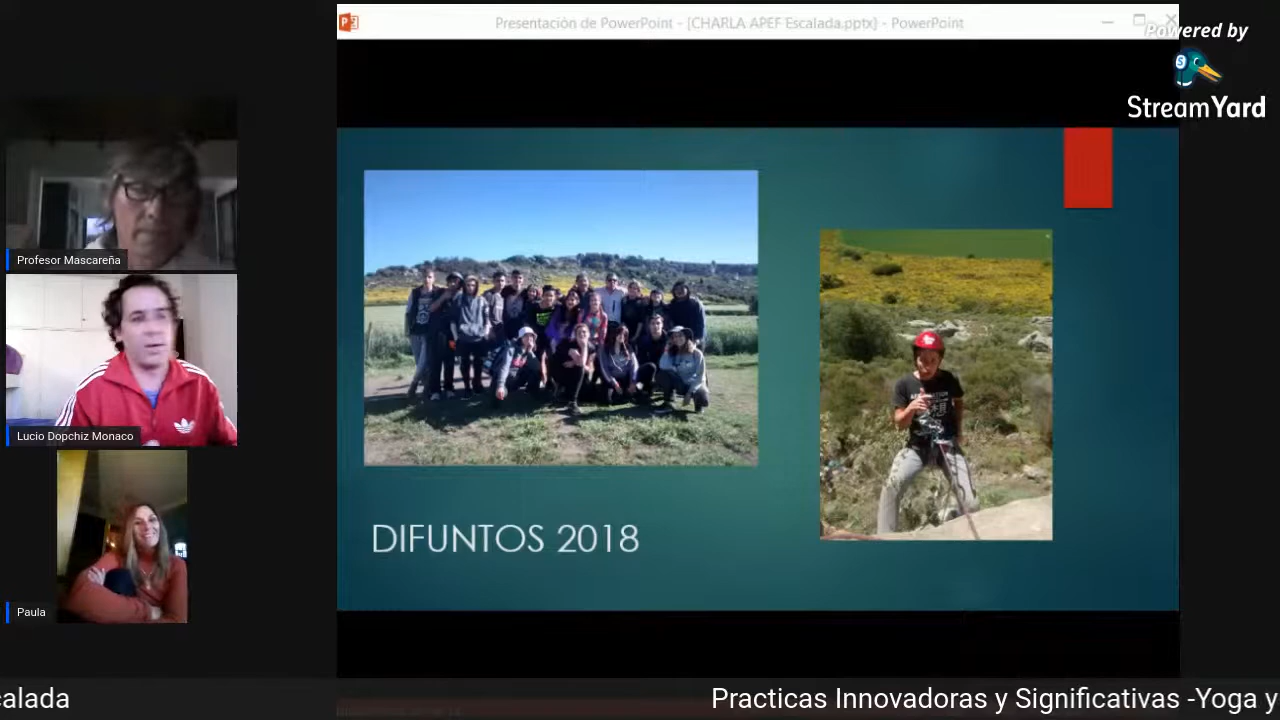 Presentación de PowerPoint - [CHARLA APEF Escalada.pptx] - PowerPoint
Powered by
StreamYard
Profesor Mascareña
Lucio Dopchiz Monaco
Paula
DIFUNTOS 2018
calada
Practicas Innovadoras y Significativas -Yoga y